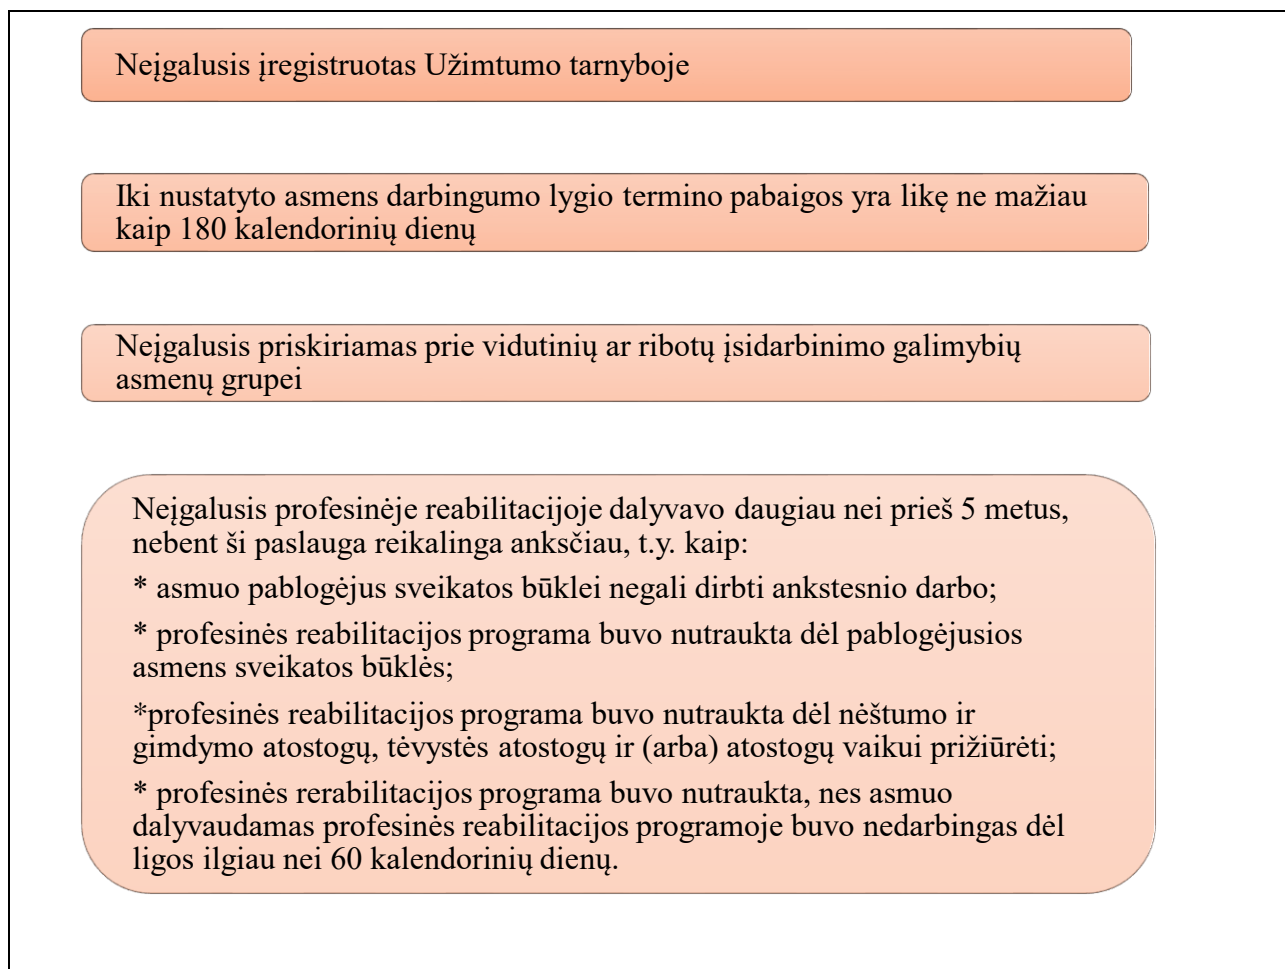 Neįgalusis įregistruotas Užimtumo tarnyboje
Iki nustatyto asmens darbingumo lygio termino pabaigos yra likę ne mažiau
kaip 180 kalendorinių dienų
Neįgalusis priskiriamas prie vidutinių ar ribotų įsidarbinimo galimybių
asmenų grupei
Neįgalusis profesinėje reabilitacijoje dalyvavo daugiau nei prieš 5 metus,
nebent ši paslauga reikalinga anksčiau, t.y. kaip:
* asmuo pablogėjus sveikatos būklei negali dirbti ankstesnio darbo;
* profesinės reabilitacijos programa buvo nutraukta dėl pablogėjusios
asmens sveikatos būklės;
*profesinės reabilitacijos programa buvo nutraukta dėl nėštumo ir
gimdymo atostogų, tėvystės atostogų ir (arba) atostogų vaikui prižiūrėti;
* profesinės rerabilitacijos programa buvo nutraukta, nes asmuo
dalyvaudamas profesinės reabilitacijos programoje buvo nedarbingas dėl
ligos ilgiau nei 60 kalendorinių dienų.